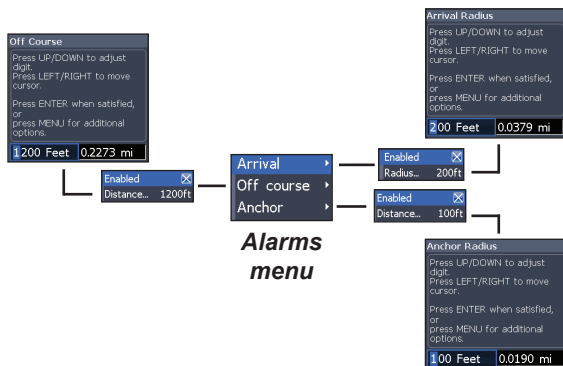 Off Course
Press UP/DOWN to adjust
digit.
Press LEFT/RIGHT to move
cursor.
Press ENTER when satisfied,
or
press MENU for additional
options.
1200 Feet 0.2273 mi
Enabled
Distance... 1200ft
Arrival
Off course
Anchor
Alarms
menu
Arrival Radius
Press UP/DOWN to adjust
digit.
Press LEFT/RIGHT to move
cursor.
Press ENTER when satisfied,
or
press MENU for additional
options.
200 Feet 0.0379 mi
Enabled
Radius... 200ft
Enabled
Distance... 100ft
Anchor Radius
Press UP/DOWN to adjust
digit.
Press LEFT/RIGHT to move
cursor.
Press ENTER when satisfied,
or
press MENU for additional
options.
100 Feet 0.0190 mi